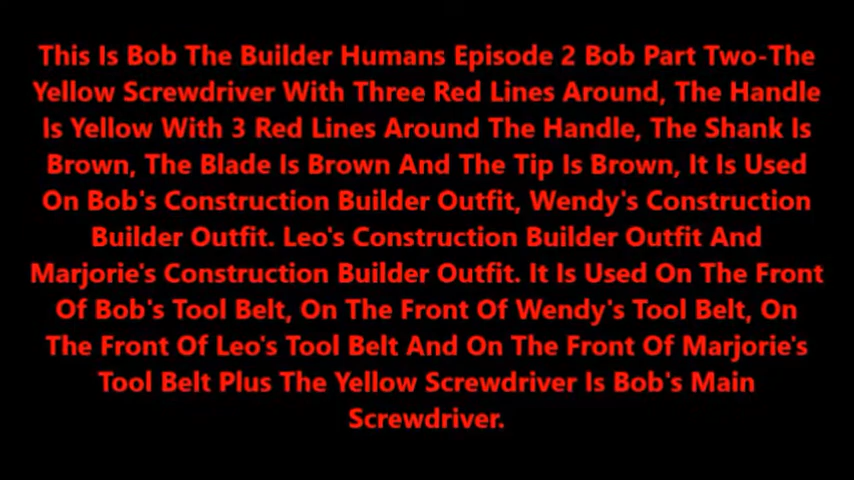 This Is Bob The Builder Humans Episode 2 Bob Part Two-The
Yellow Screwdriver With Three Red Lines Around, The Handle
Is Yellow With 3 Red Lines Around The Handle, The Shank Is
Brown, The Blade Is Brown And The Tip Is Brown, It Is Used
On Bob's Construction Builder Outfit, Wendy's Construction
Builder Outfit. Leo's Construction Builder Outfit And
Marjorie's Construction Builder Outfit. It Is Used On The Front
Of Bob's Tool Belt, On The Front Of Wendy's Tool Belt, On
The Front Of Leo's Tool Belt And On The Front Of Marjorie's
Tool Belt Plus The Yellow Screwdriver Is Bob's Main
Screwdriver.